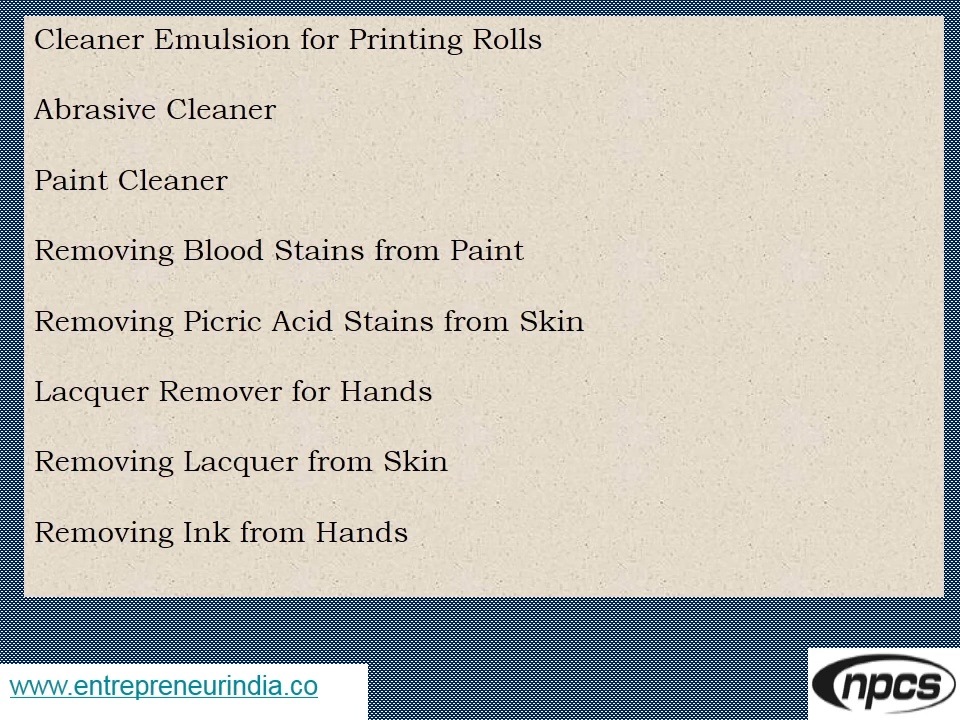 Cleaner Emulsion for Printing Rolls
Abrasive Cleaner
Paint Cleaner
Removing Blood Stains from Paint
Removing Picric Acid Stains from Skin
Lacquer Remover for Hands
Removing Lacquer from Skin
Removing Ink from Hands
www.entrepreneurindia.co
npcs